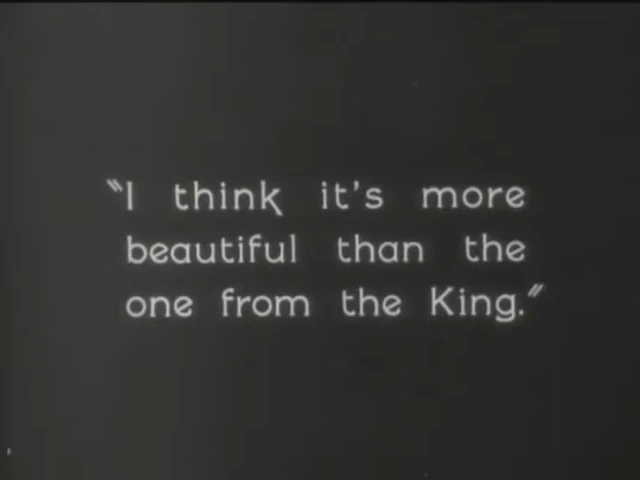 "I think it's more
beautiful than the
one from the King."